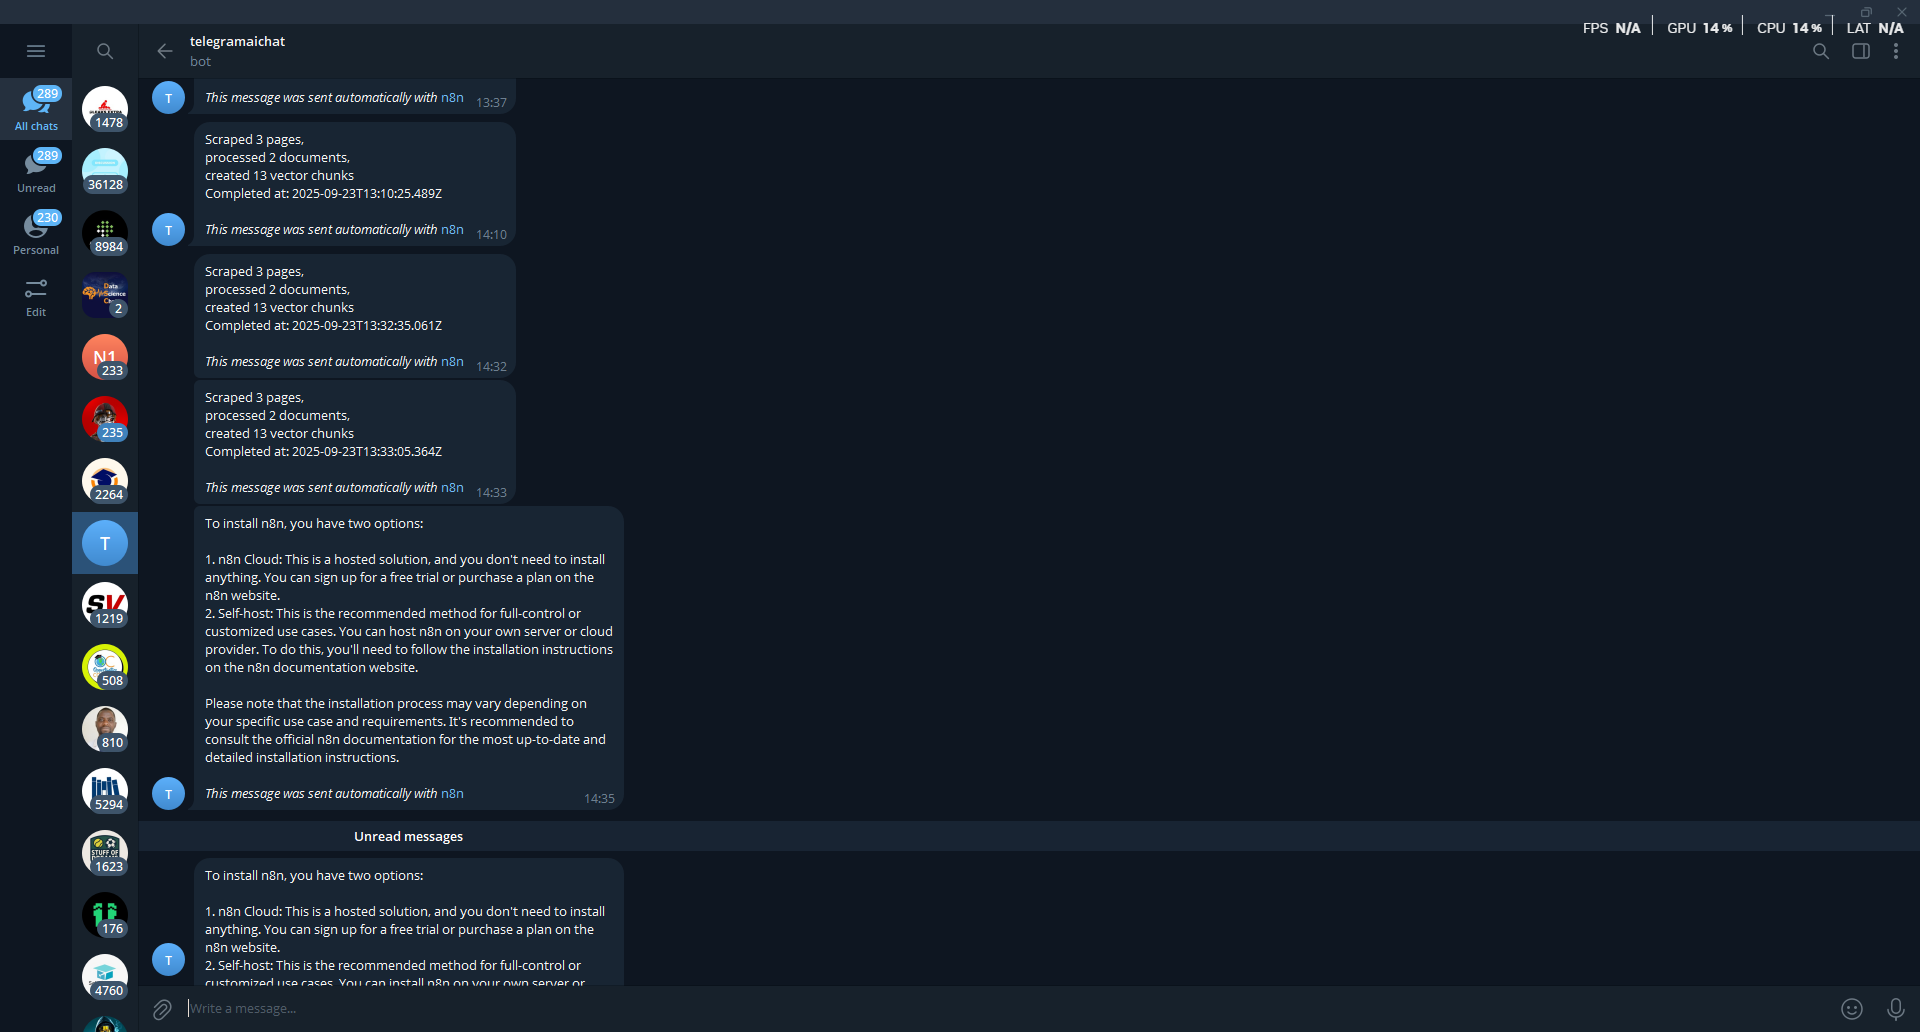 FPS N/A GPU 14 % CPU 14 % LAT N/A
telegramaichat
bot
289
All chats
289
Unread
230
Personal
Edit
1478
36128
8984
Data
Science
2
N1
233
235
2264
T
SV
1219
508
810
5294
STUFF OF
1623
176
4760
This message was sent automatically with n8n 13:37
T
Scraped 3 pages,
processed 2 documents,
created 13 vector chunks
Completed at: 2025-09-23T13:10:25.489Z
This message was sent automatically with n8n 14:10
T
Scraped 3 pages,
processed 2 documents,
created 13 vector chunks
Completed at: 2025-09-23T13:32:35.061Z
This message was sent automatically with n8n 14:32
Scraped 3 pages,
processed 2 documents,
created 13 vector chunks
Completed at: 2025-09-23T13:33:05.364Z
This message was sent automatically with n8n 14:33
To install n8n, you have two options:
1. n8n Cloud: This is a hosted solution, and you don't need to install
anything. You can sign up for a free trial or purchase a plan on the
n8n website.
2. Self-host: This is the recommended method for full-control or
customized use cases. You can host n8n on your own server or cloud
provider. To do this, you'll need to follow the installation instructions
on the n8n documentation website.
Please note that the installation process may vary depending on
your specific use case and requirements. It's recommended to
consult the official n8n documentation for the most up-to-date and
detailed installation instructions.
This message was sent automatically with n8n 14:35
T
Unread messages
To install n8n, you have two options:
1. n8n Cloud: This is a hosted solution, and you don't need to install
anything. You can sign up for a free trial or purchase a plan on the
n8n website.
2. Self-host: This is the recommended method for full-control or
customized use cases. You can install n8n on your own server or
T
Write a message...